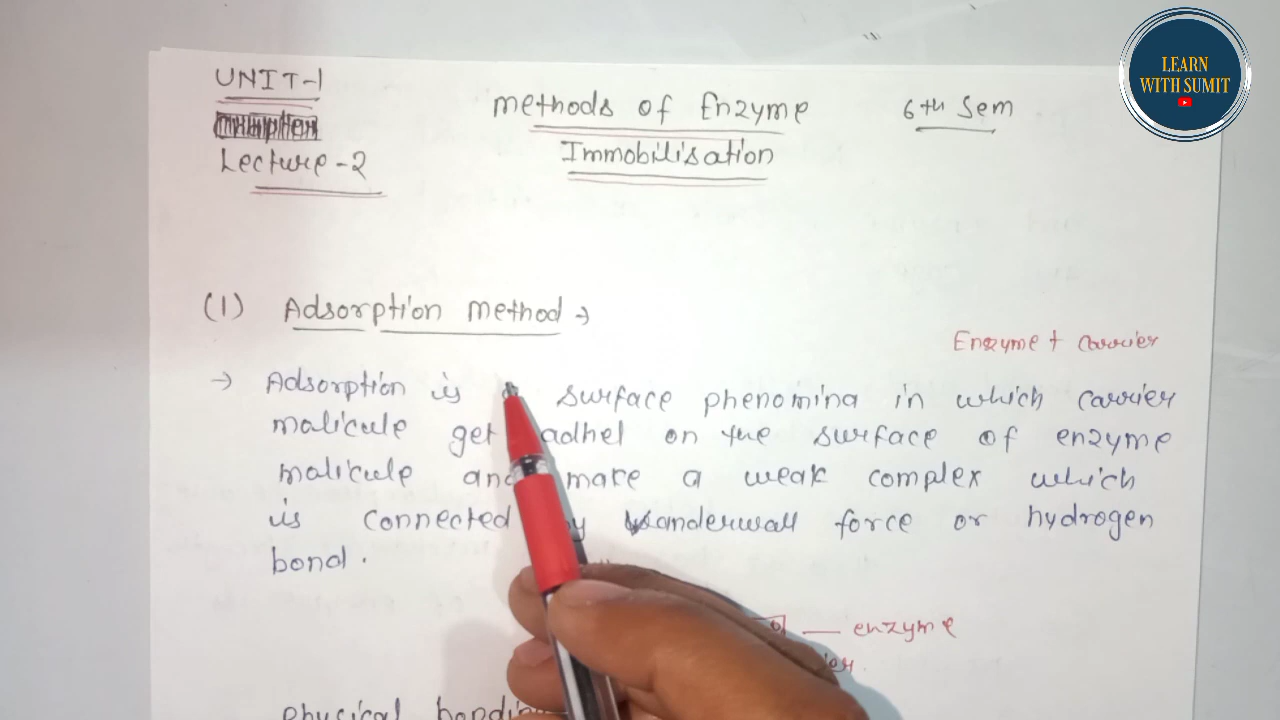 UNIT-1
Lecture-2
methods of Enzyme
Immobilisation
6th Sem
LEARN
WITH SUMIT
(1) Adsorption method →
Enzyme + carrier
→ Adsorption is surface phenomina in which carrier
malicule get adhel on the surface of enzyme
malicule and make a weak complex which
is connected by Vanderwall force or hydrogen
bond.
enzyme
Physical